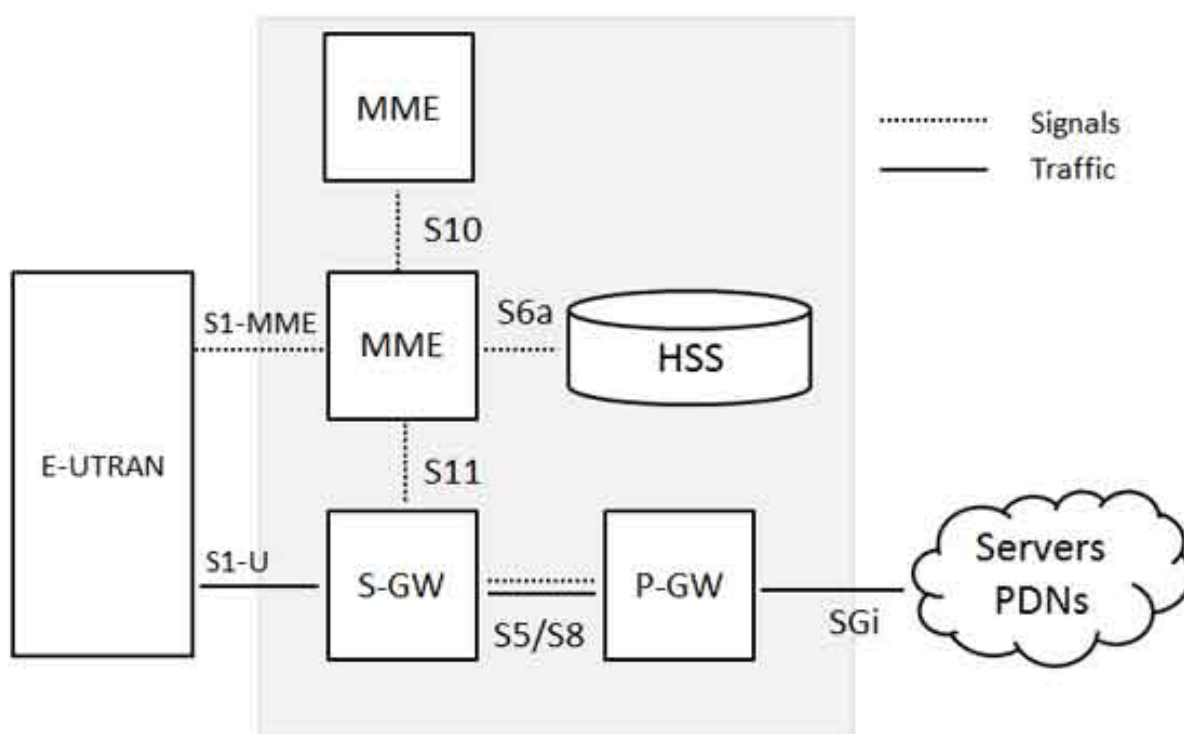 MME
Signals
Traffic
S10
S1-MME
MME
S6a
HSS
E-UTRAN
S11
S1-U
S-GW
S5/S8
P-GW
SGi
Servers
PDNs